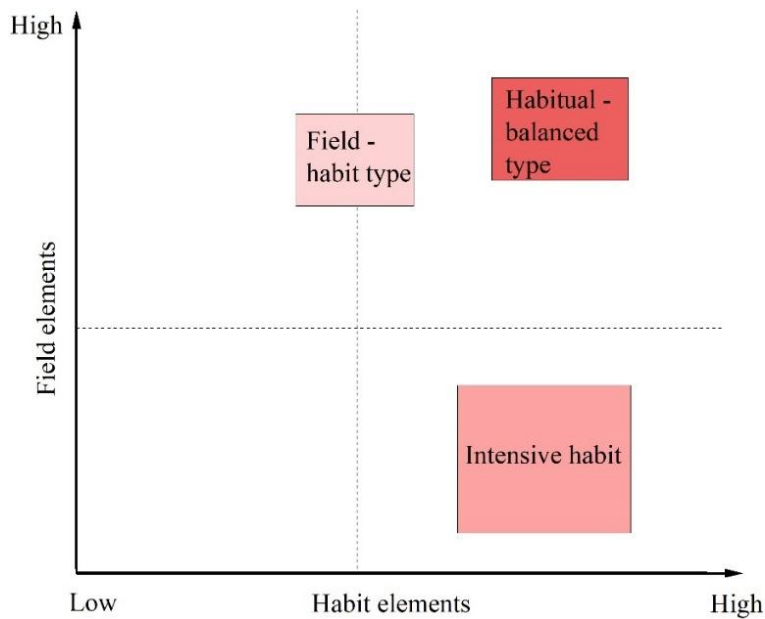 High
Habitual -
balanced
type
Field -
habit type
Field elements
Intensive habit
Low
Habit elements
High